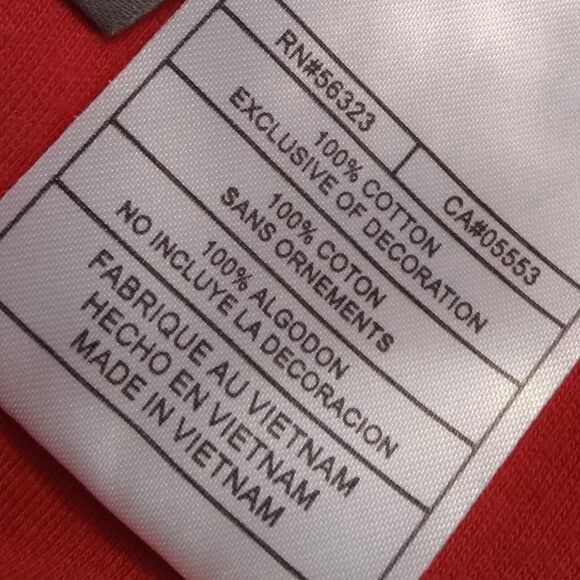 RN#56323
CA#05553
100% COTTON
EXCLUSIVE OF DECORATION
100% COTON
SANS ORNEMENTS
100% ALGODON
NO INCLUYE LA DECORACION
FABRIQUE AU VIETNAM
HECHO EN VIETNAM
MADE IN VIETNAM